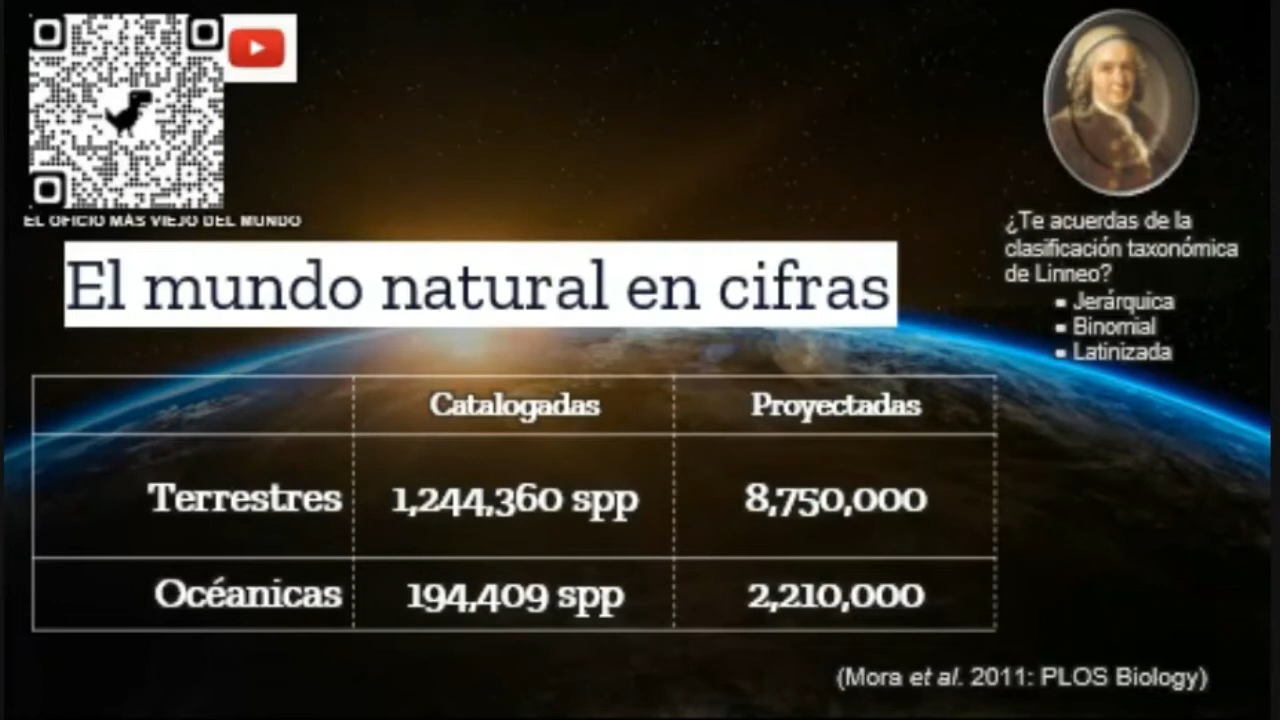 EL OFICIO MÁS VIEJO DEL MUNDO
¿Te acuerdas de la
clasificación taxonómica
de Linneo?
▪ Jerárquica
▪ Binomial
▪ Latinizada
El mundo natural en cifras
Catalogadas Proyectadas
Terrestres 1,244,360 spp 8,750,000
Océanicas 194,409 spp 2,210,000
(Mora et al. 2011: PLOS Biology)